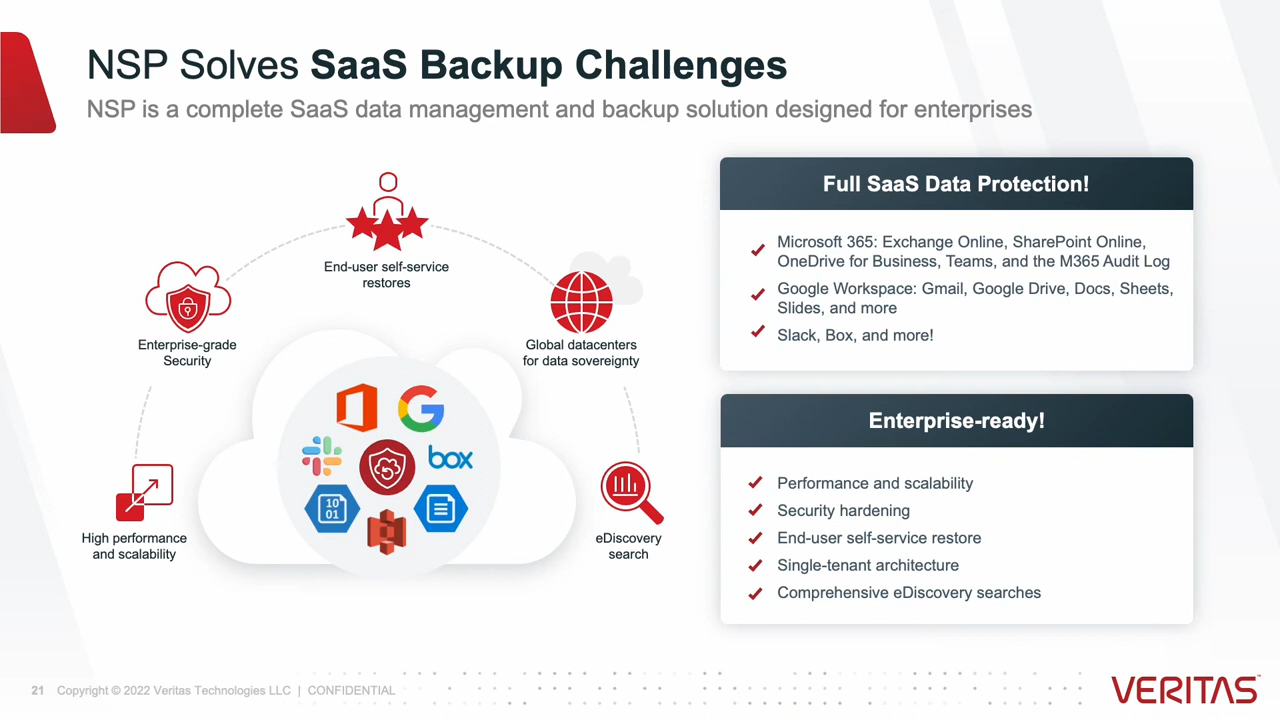 NSP Solves SaaS Backup Challenges
NSP is a complete SaaS data management and backup solution designed for enterprises
End-user self-service
restores
Enterprise-grade
Security
Global datacenters
for data sovereignty
High performance
and scalability
eDiscovery
search
box
10
01
Full SaaS Data Protection!
Microsoft 365: Exchange Online, SharePoint Online,
OneDrive for Business, Teams, and the M365 Audit Log
Google Workspace: Gmail, Google Drive, Docs, Sheets,
Slides, and more
Slack, Box, and more!
Enterprise-ready!
Performance and scalability
Security hardening
End-user self-service restore
Single-tenant architecture
Comprehensive eDiscovery searches
21 Copyright © 2022 Veritas Technologies LLC | CONFIDENTIAL
VERITAS™